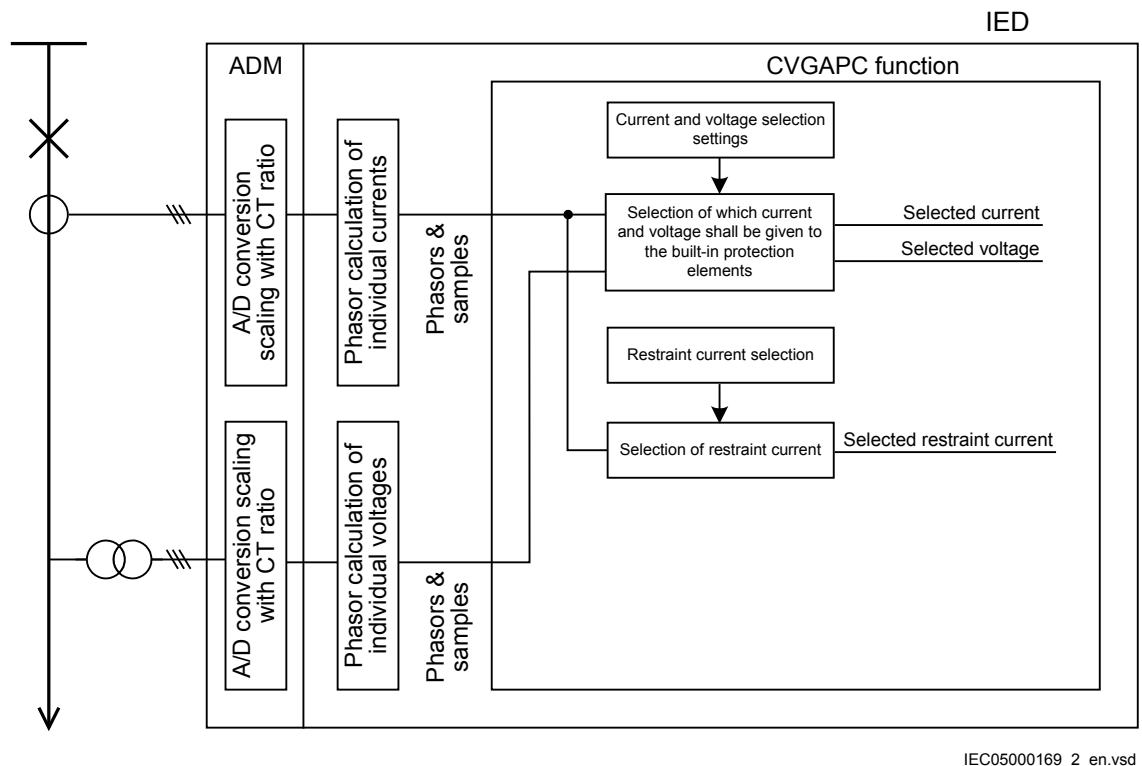 IED
ADM
CVGAPC function
A/D conversion
scaling with CT ratio
Phasor calculation of
individual currents
Phasors &
samples
Current and voltage selection
settings
Selection of which current
and voltage shall be given to
the built-in protection
elements
Selected current
Selected voltage
Restraint current selection
Selection of restraint current
Selected restraint current
A/D conversion scaling
with CT ratio
Phasor calculation of
individual voltages
Phasors &
samples
IEC05000169_2_en.vsd